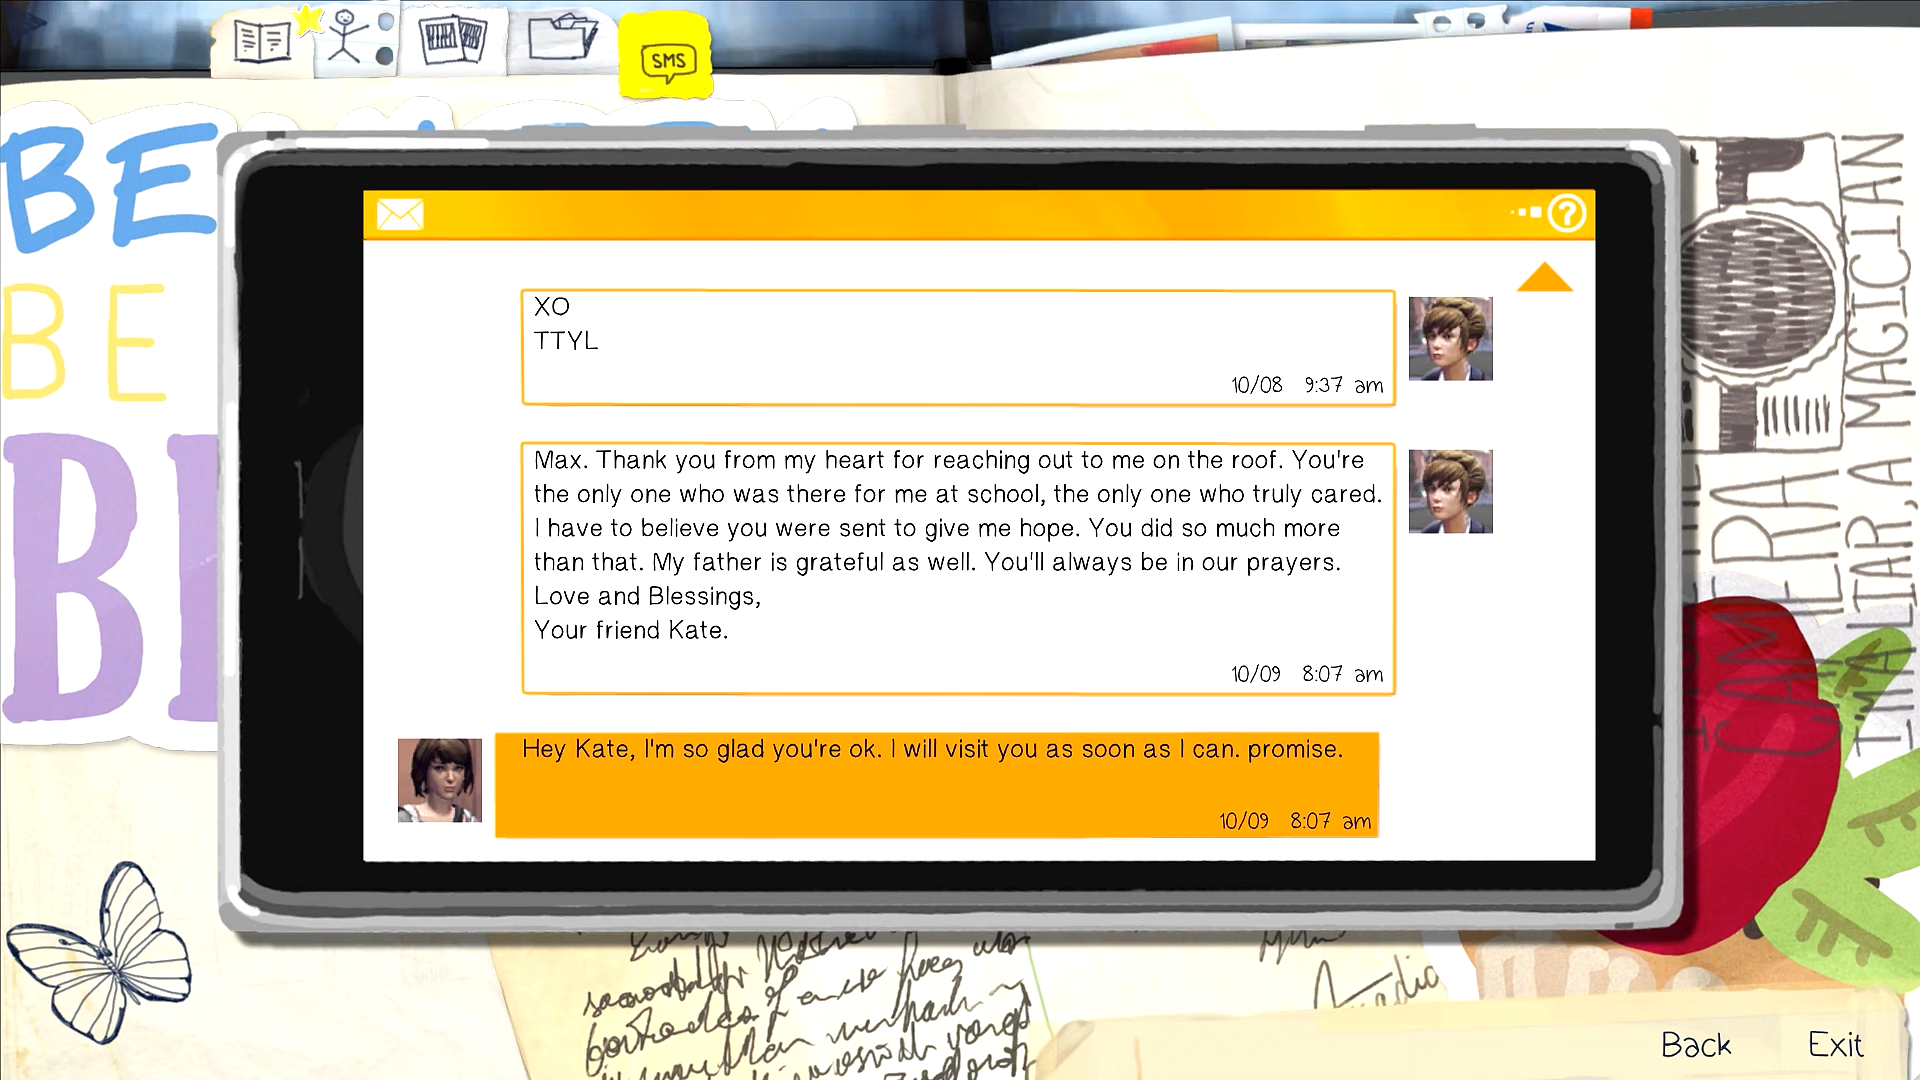 SMS
BE
BE
XO
TTYL
10/08 9:37 am
Max. Thank you from my heart for reaching out to me on the roof. You're
the only one who was there for me at school, the only one who truly cared.
I have to believe you were sent to give me hope. You did so much more
than that. My father is grateful as well. You'll always be in our prayers.
Love and Blessings,
Your friend Kate.
10/09 8:07 am
Hey Kate, I'm so glad you're ok. I will visit you as soon as I can. promise.
10/09 8:07 am
CAMERA
I'M A LIAR, A MAGICIAN
Back
Exit